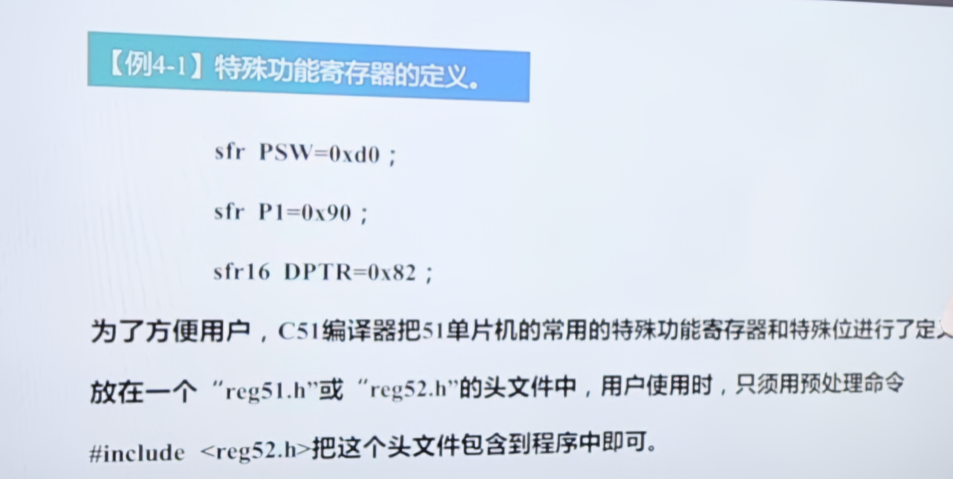 【例4-1】特殊功能寄存器的定义。
sfr PSW=0xd0；
sfr P1=0x90；
sfr16 DPTR=0x82；
为了方便用户，C51编译器把51单片机的常用的特殊功能寄存器和特殊位进行了定
放在一个“reg51.h”或“reg52.h”的头文件中，用户使用时，只须用预处理命令
#include <reg52.h>把这个头文件包含到程序中即可。